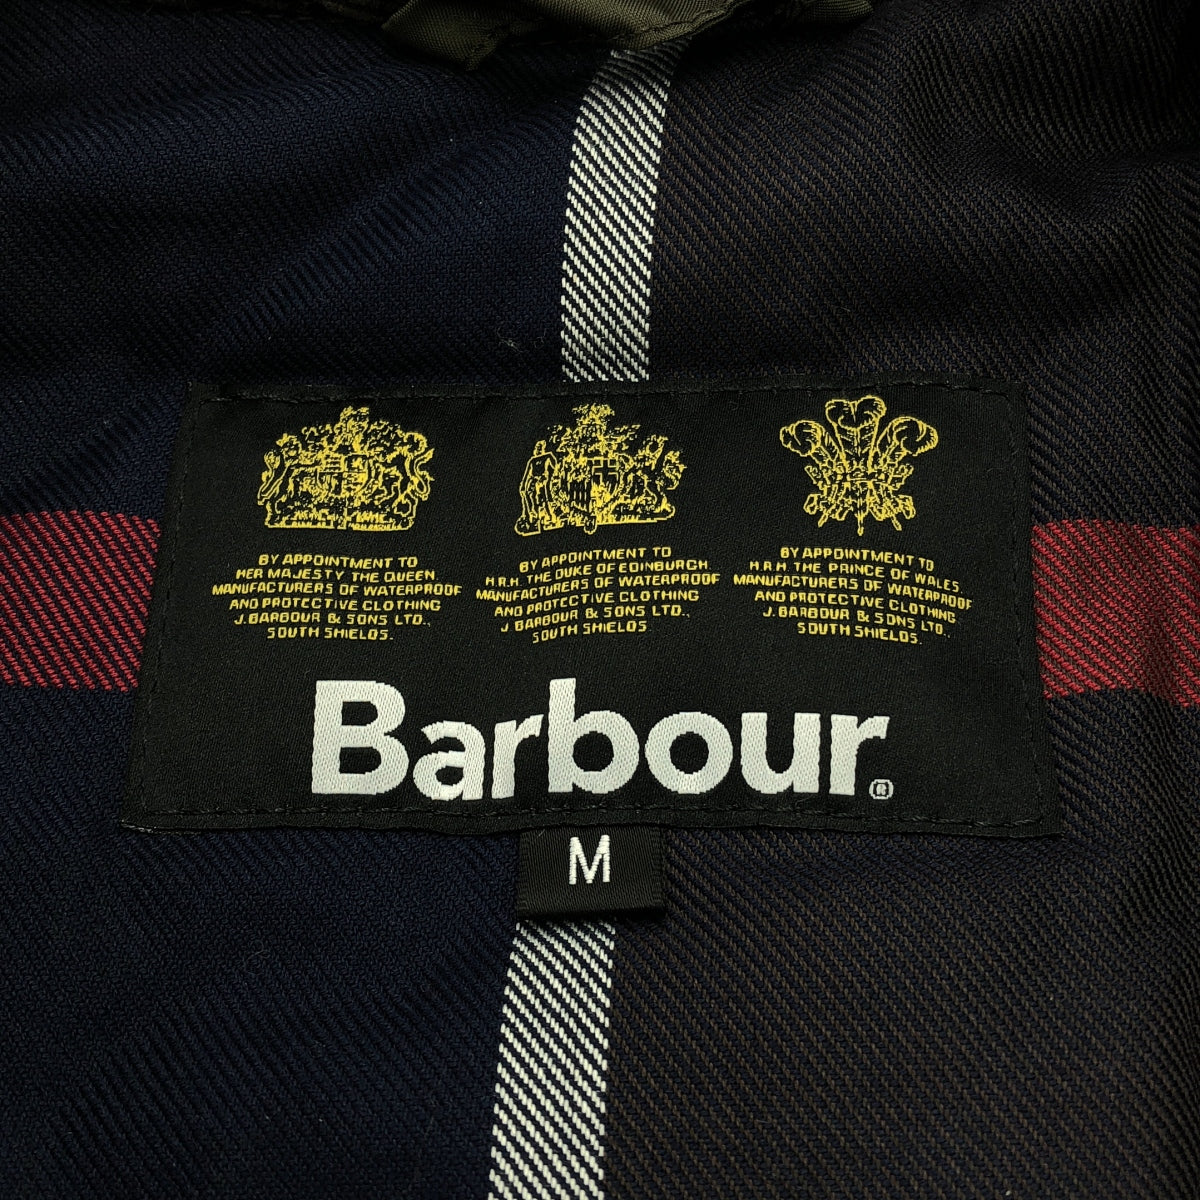 BY APPOINTMENT TO
HER MAJESTY THE QUEEN
MANUFACTURERS OF WATERPROOF
AND PROTECTIVE CLOTHING
J. BARBOUR & SONS LTD.,
SOUTH SHIELDS.
BY APPOINTMENT TO
H.R.H. THE DUKE OF EDINBURGH
MANUFACTURERS OF WATERPROOF
AND PROTECTIVE CLOTHING
J. BARBOUR & SONS LTD.,
SOUTH SHIELDS.
BY APPOINTMENT TO
H.R.H. THE PRINCE OF WALES
MANUFACTURERS OF WATERPROOF
AND PROTECTIVE CLOTHING
J. BARBOUR & SONS LTD.
SOUTH SHIELDS.
Barbour®
M